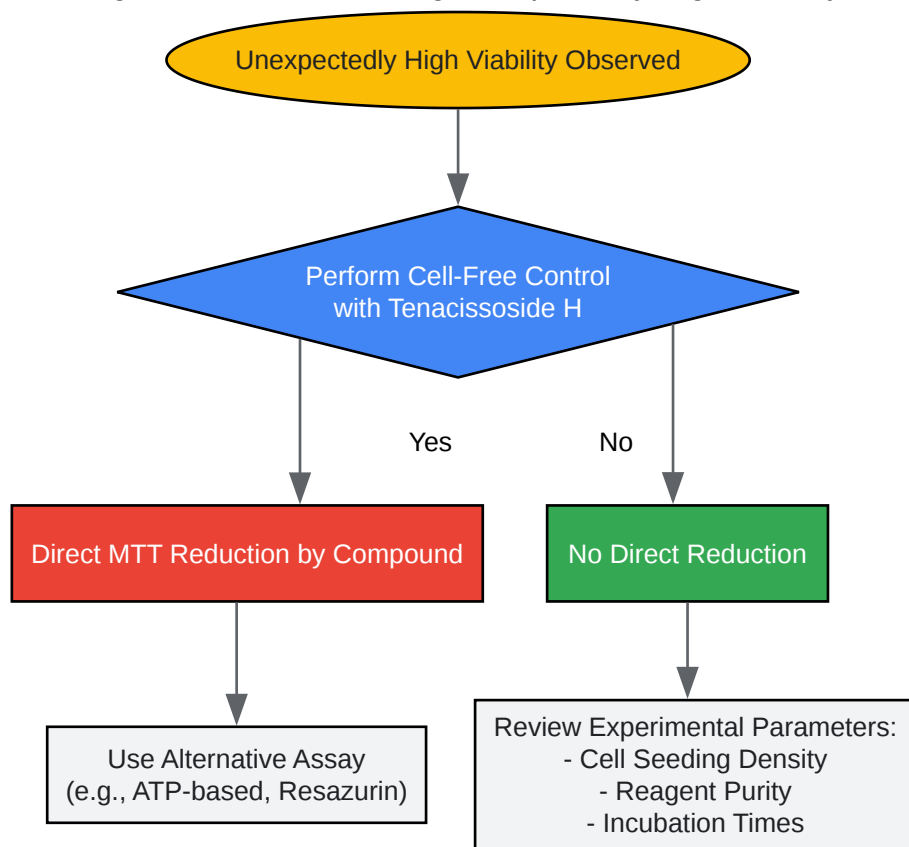 Unexpectedly High Viability Observed
Perform Cell-Free Control
with Tenacissoside H
Yes
No
Direct MTT Reduction by Compound
No Direct Reduction
Use Alternative Assay
(e.g., ATP-based, Resazurin)
Review Experimental Parameters:
- Cell Seeding Density
- Reagent Purity
- Incubation Times